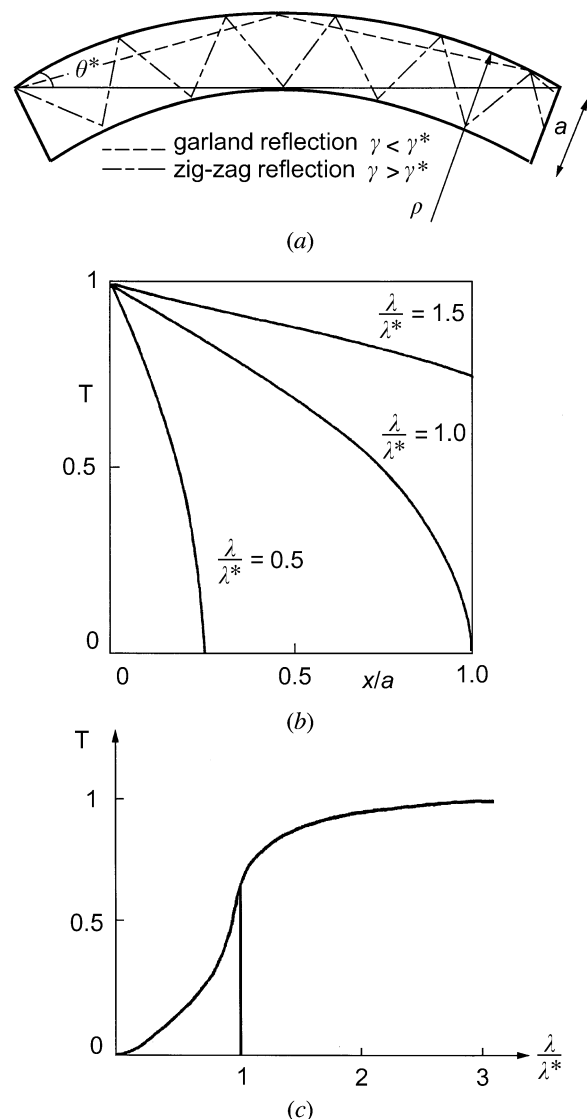 θ*
garland reflection γ < γ*
zig-zag reflection γ > γ*
a
ρ
(a)
1
λ/λ* = 1.5
T
λ/λ* = 1.0
0.5
λ/λ* = 0.5
0
0 0.5 x/a 1.0
(b)
T
1
0.5
0
1 2 3 λ/λ*
(c)